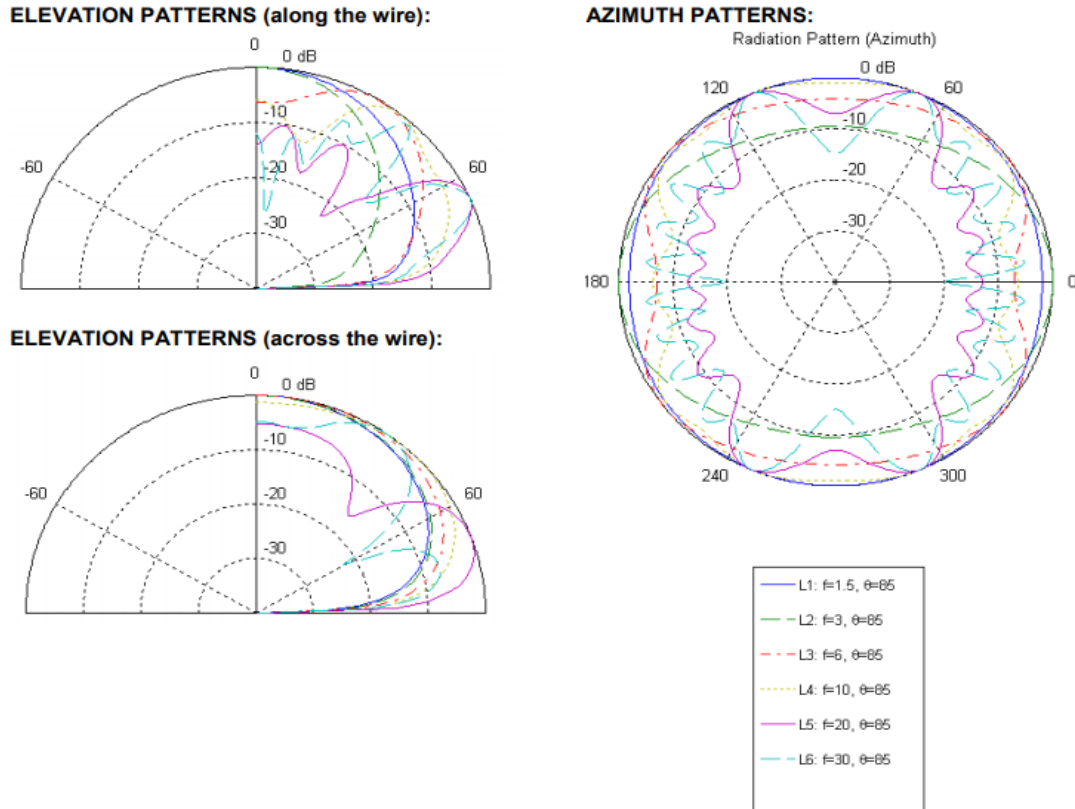 ELEVATION PATTERNS (along the wire):
0
0 dB
-10
-20
-30
-60
60
ELEVATION PATTERNS (across the wire):
0
0 dB
-10
-20
-30
-60
60
AZIMUTH PATTERNS:
Radiation Pattern (Azimuth)
0 dB
120
60
-10
-20
-30
180
0
240
300
L1: f=1.5, θ=85
L2: f=3, θ=85
L3: f=6, θ=85
L4: f=10, θ=85
L5: f=20, θ=85
L6: f=30, θ=85